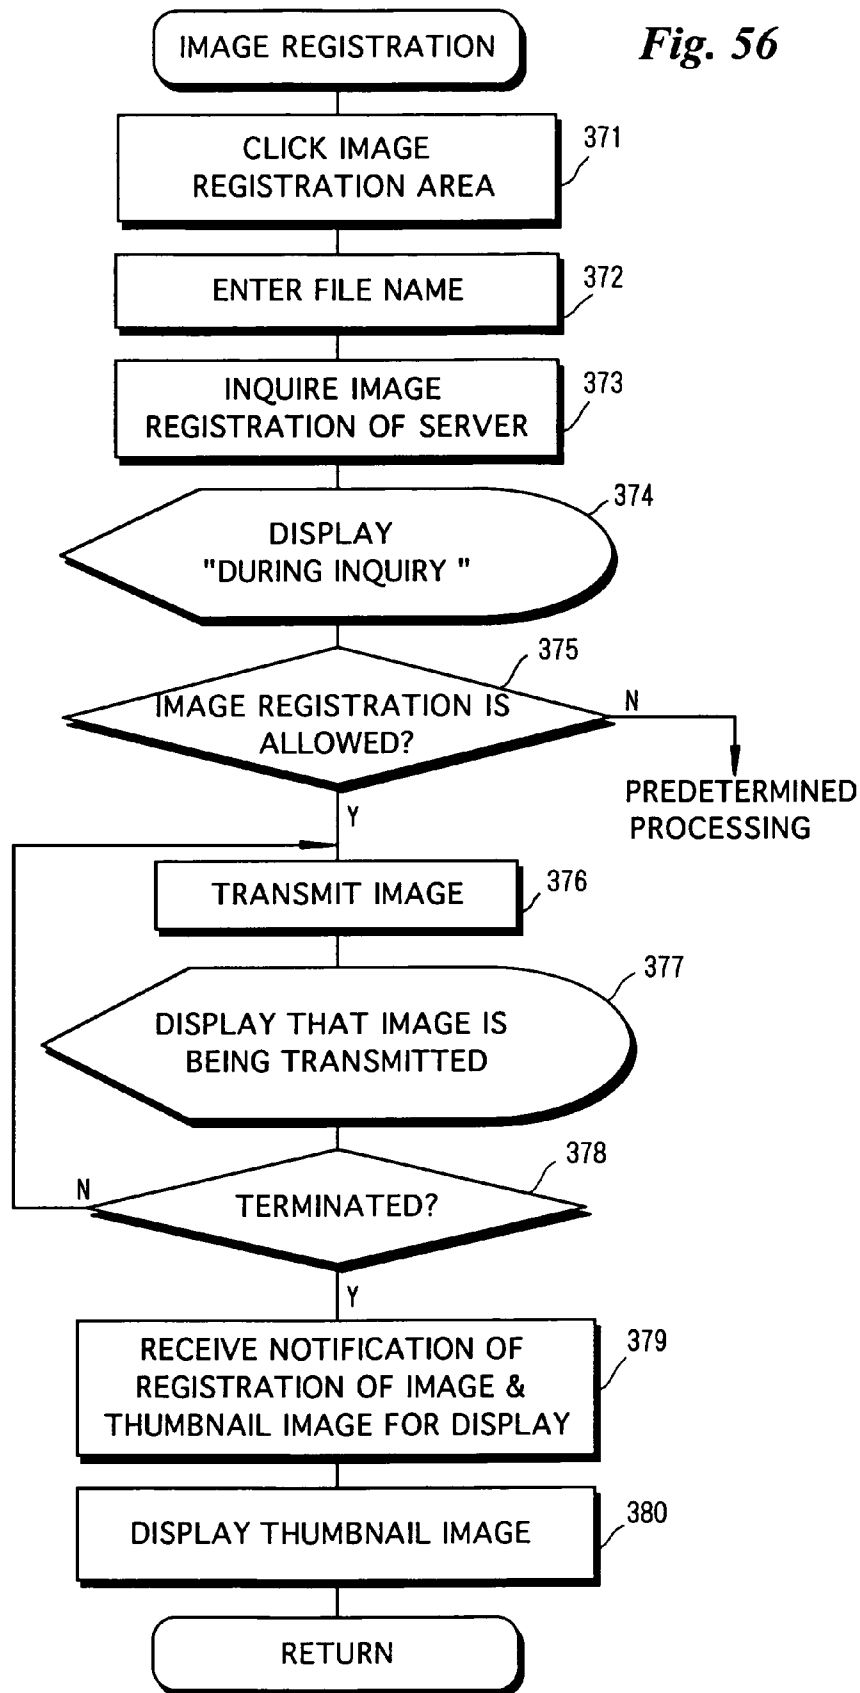 Fig. 56
IMAGE REGISTRATION
CLICK IMAGE
REGISTRATION AREA
371
ENTER FILE NAME
372
INQUIRE IMAGE
REGISTRATION OF SERVER
373
DISPLAY
"DURING INQUIRY "
374
IMAGE REGISTRATION IS
ALLOWED?
375
N
PREDETERMINED
PROCESSING
Y
TRANSMIT IMAGE
376
DISPLAY THAT IMAGE IS
BEING TRANSMITTED
377
TERMINATED?
378
N
Y
RECEIVE NOTIFICATION OF
REGISTRATION OF IMAGE &
THUMBNAIL IMAGE FOR DISPLAY
379
DISPLAY THUMBNAIL IMAGE
380
RETURN